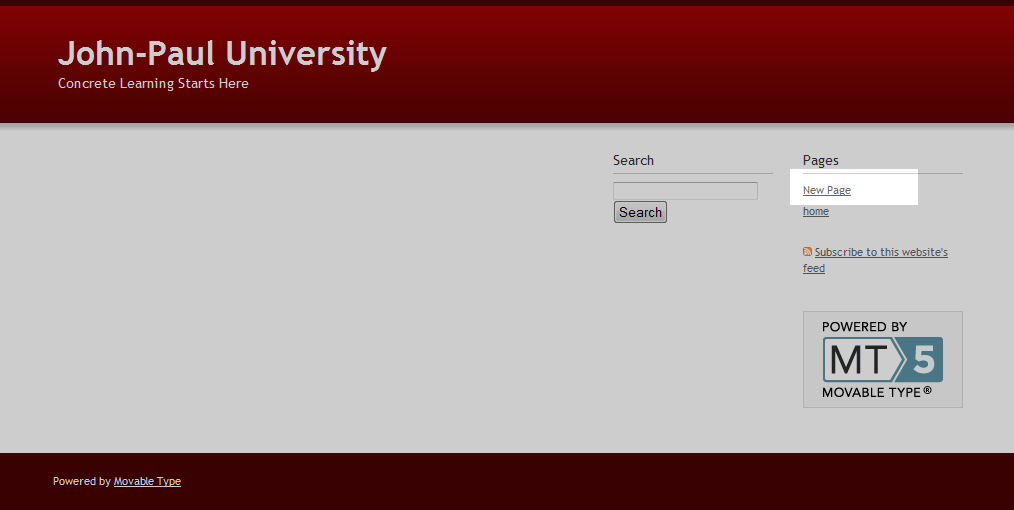 John-Paul University
Concrete Learning Starts Here
Search
Search
Pages
New Page
home
Subscribe to this website's
feed
POWERED BY
MT 5
MOVABLE TYPE®
Powered by Movable Type